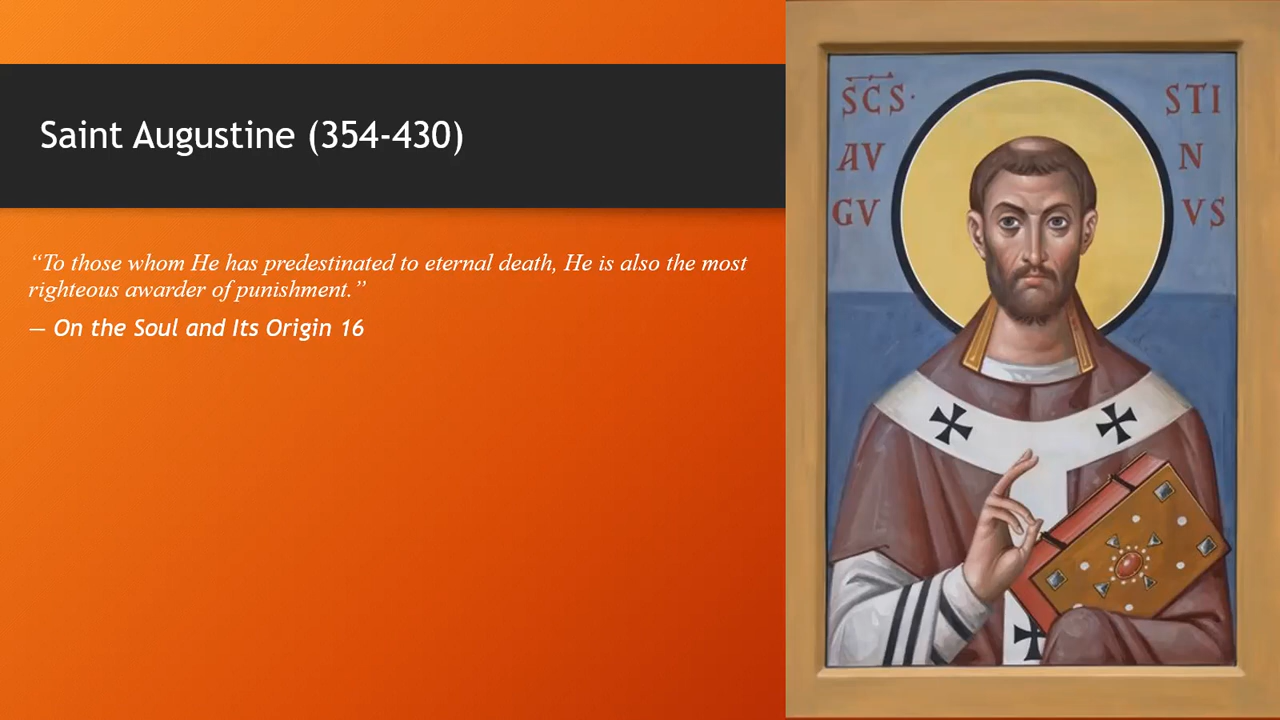 Saint Augustine (354-430)
“To those whom He has predestinated to eternal death, He is also the most
righteous awarder of punishment.”
— On the Soul and Its Origin 16
SCS· STI
AV N
GV VS